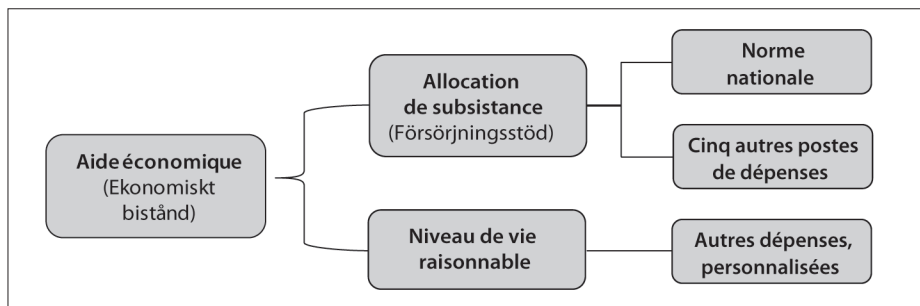 Aide économique
(Ekonomiskt
bistånd)
Allocation
de subsistance
(Försörjningsstöd)
Niveau de vie
raisonnable
Norme
nationale
Cinq autres postes
de dépenses
Autres dépenses,
personnalisées